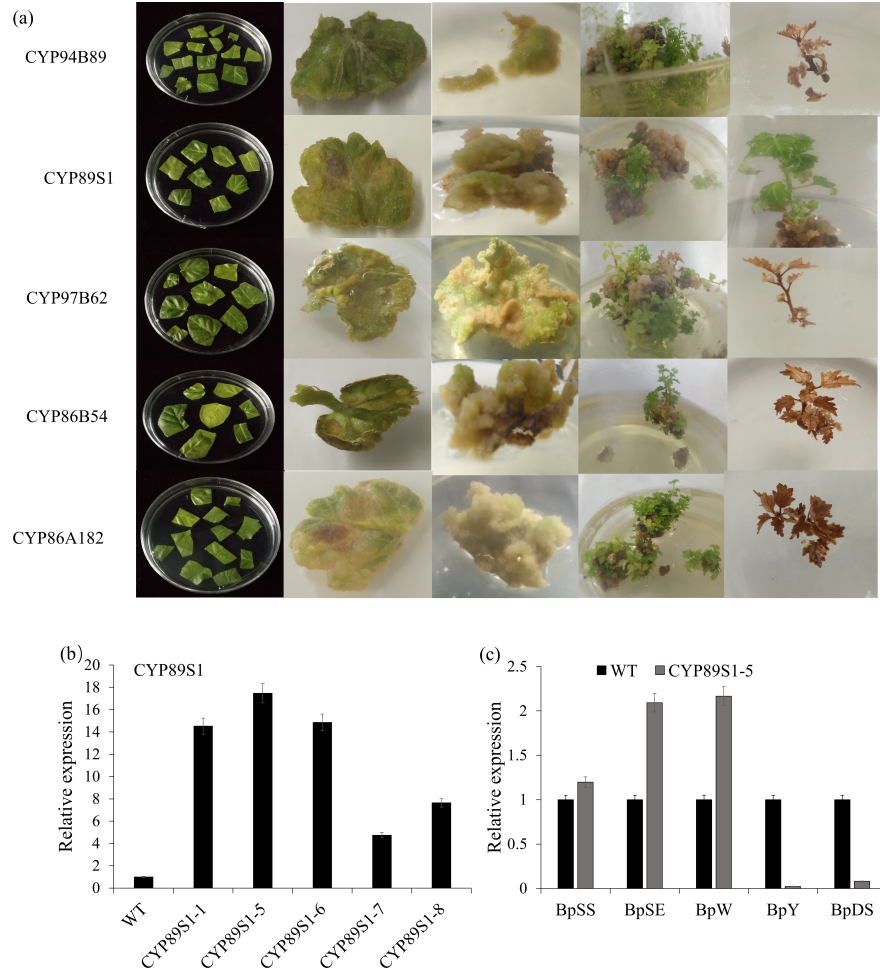 (a)
CYP94B89
CYP89S1
CYP97B62
CYP86B54
CYP86A182
(b)
CYP89S1
Relative expression
20
18
16
14
12
10
8
6
4
2
0
WT
CYP89S1-1
CYP89S1-5
CYP89S1-6
CYP89S1-7
CYP89S1-8
(c)
WT CYP89S1-5
Relative expression
2.5
2
1.5
1
0.5
0
BpSS BpSE BpW BpY BpDS